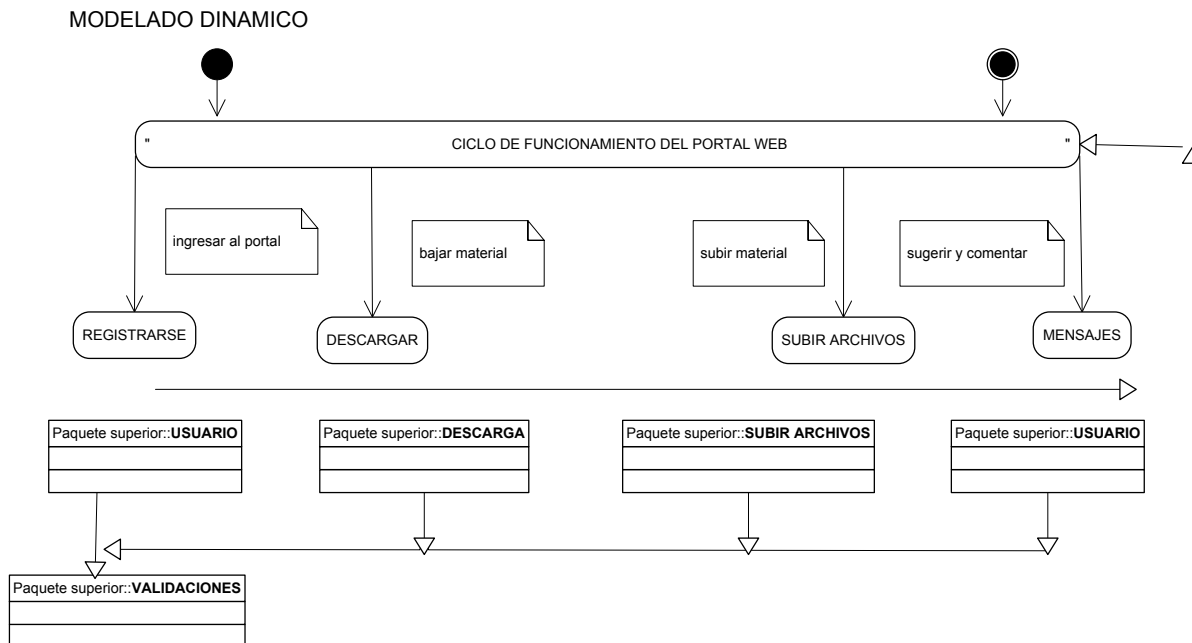 MODELADO DINAMICO
" CICLO DE FUNCIONAMIENTO DEL PORTAL WEB "
ingresar al portal
bajar material
subir material
sugerir y comentar
REGISTRARSE
DESCARGAR
SUBIR ARCHIVOS
MENSAJES
Paquete superior::USUARIO
Paquete superior::DESCARGA
Paquete superior::SUBIR ARCHIVOS
Paquete superior::USUARIO
Paquete superior::VALIDACIONES